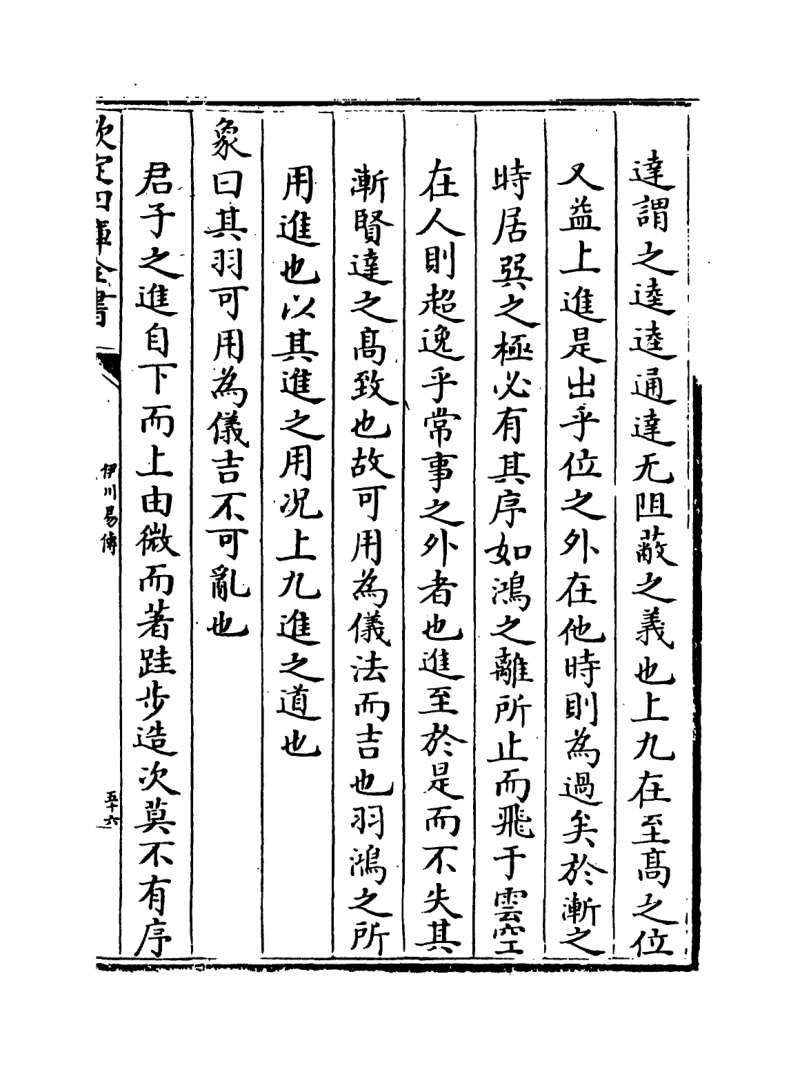 達謂之逵逵通達无阻蔽之義也上九在至髙之位
又益上進是出乎位之外在他時則為過矣於漸之
時居巽之極必有其序如鴻之離所止而飛于雲空
在人則超逸乎常事之外者也進至於是而不失其
漸賢達之髙致也故可用為儀法而吉也羽鴻之所
用進也以其進之用况上九進之道也
象曰其羽可用為儀吉不可亂也
君子之進自下而上由微而著跬步造次莫不有序
欽定四庫全書
伊川易傳
五十六